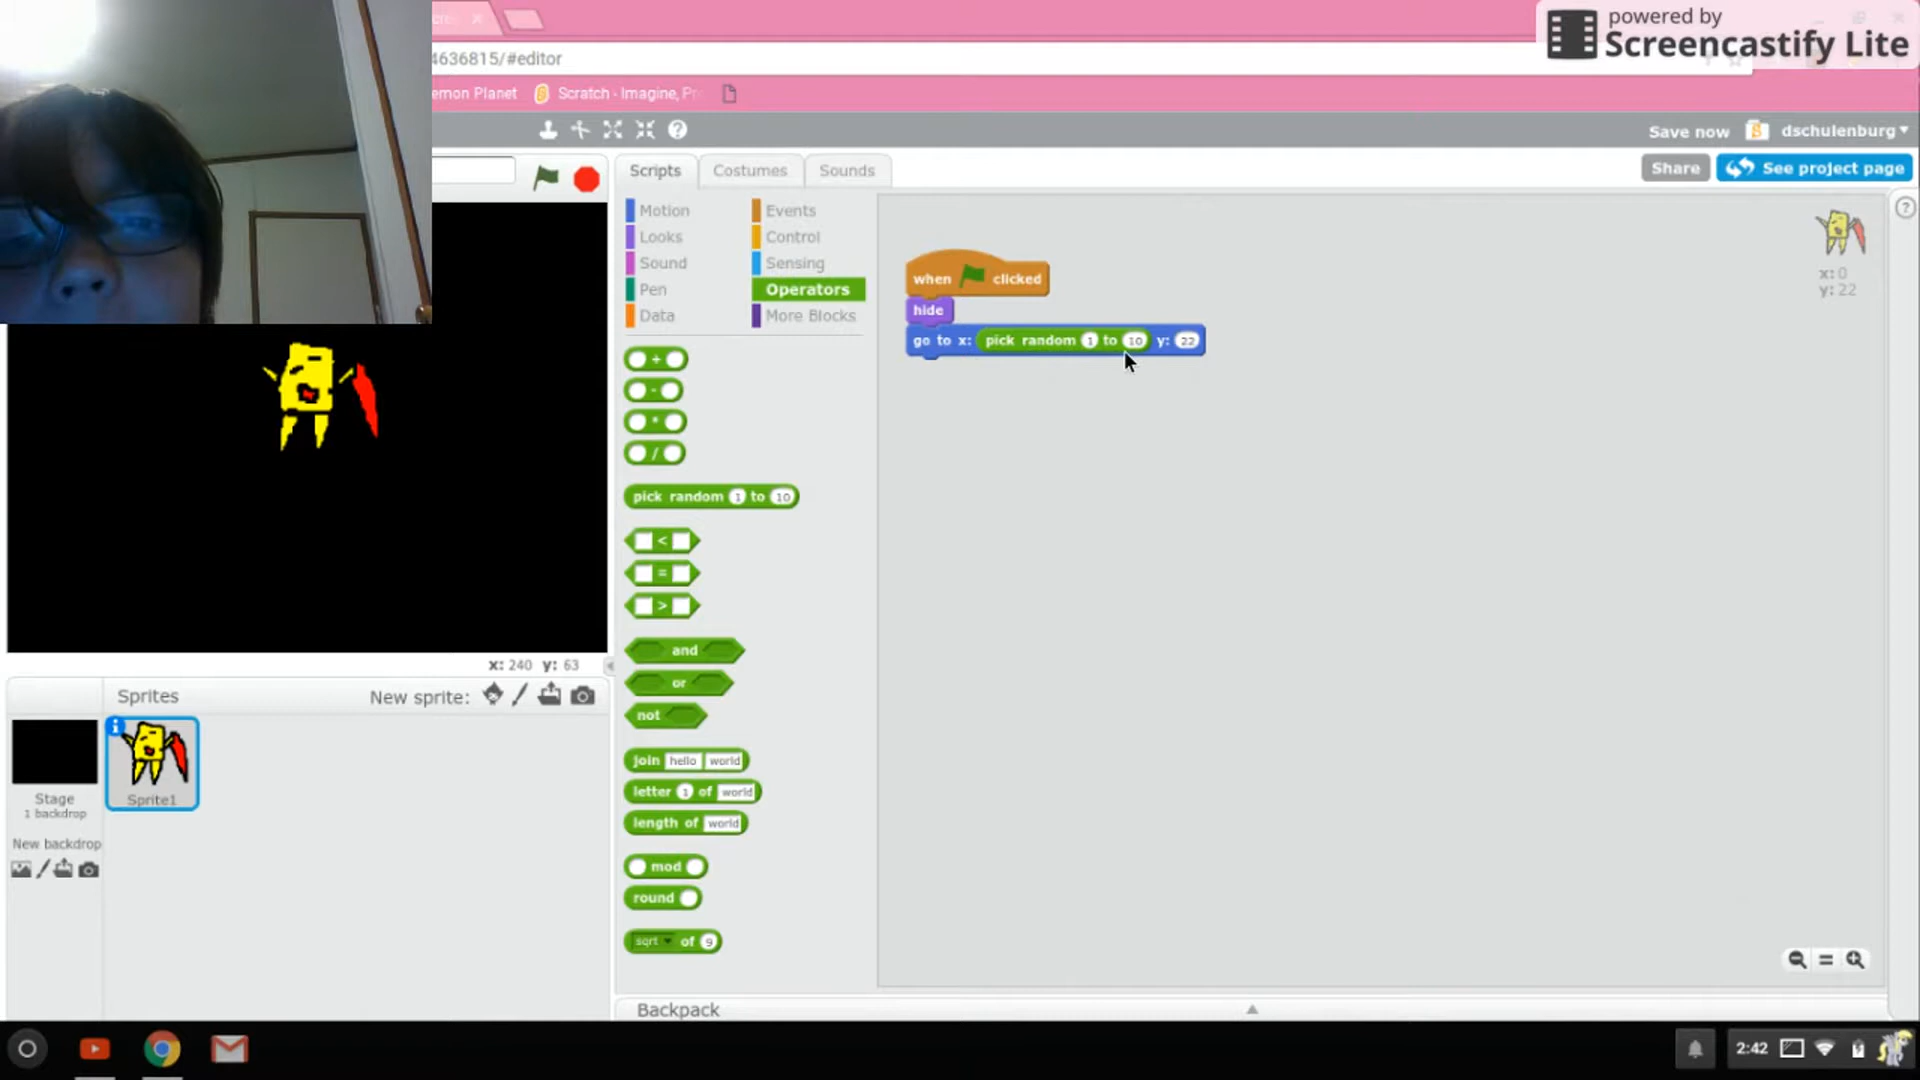 powered by
Screencastify Lite
4636815/#editor
emon Planet
Scratch - Imagine, Pr
Save now
dschulenburg
Scripts
Costumes
Sounds
Share
See project page
Motion
Looks
Sound
Pen
Data
Events
Control
Sensing
Operators
More Blocks
when clicked
hide
go to x: pick random 1 to 10 y: 22
x: 0
y: 22
+
-
*
/
pick random 1 to 10
<
=
>
and
or
not
join hello world
letter 1 of world
length of world
mod
round
sqrt of 9
x: 240 y: 63
Sprites
New sprite:
Stage
1 backdrop
New backdrop
Sprite1
Backpack
2:42